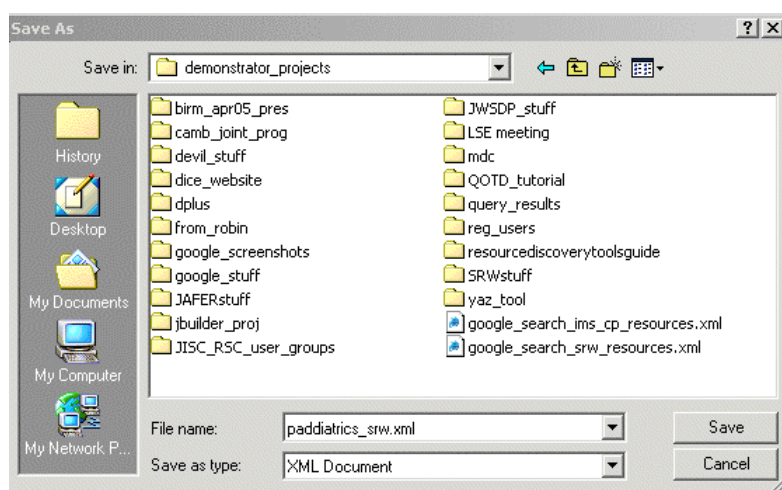 Save As
Save in: demonstrator_projects
History
Desktop
My Documents
My Computer
My Network P...
birm_apr05_pres
camb_joint_prog
devil_stuff
dice_website
dplus
from_robin
google_screenshots
google_stuff
JAFERstuff
jbuilder_proj
JISC_RSC_user_groups
JWSDP_stuff
LSE meeting
mdc
QOTD_tutorial
query_results
reg_users
resourcediscoverytoolsguide
SRWstuff
yaz_tool
google_search_ims_cp_resources.xml
google_search_srw_resources.xml
File name: paddiatrics_srw.xml Save
Save as type: XML Document Cancel